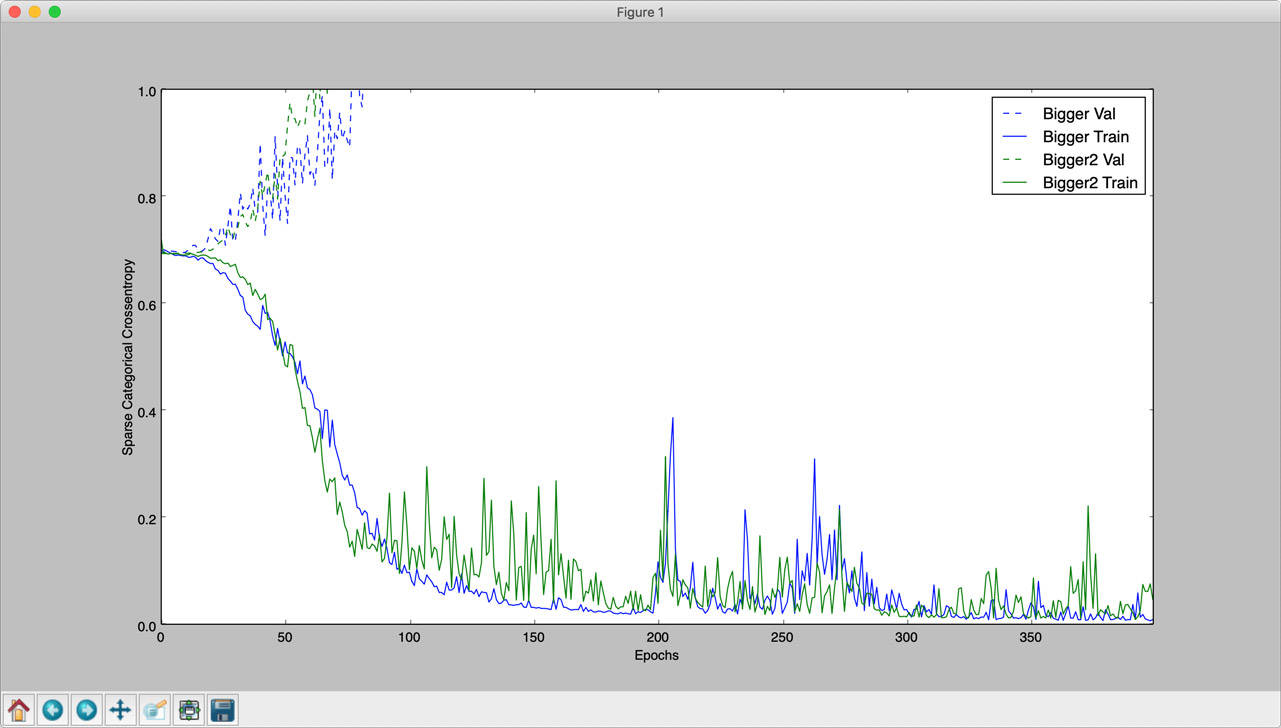 Figure 1
1.0
0.8
0.6
0.4
0.2
0.0
Sparse Categorical Crossentropy
Bigger Val
Bigger Train
Bigger2 Val
Bigger2 Train
0 50 100 150 200 250 300 350
Epochs